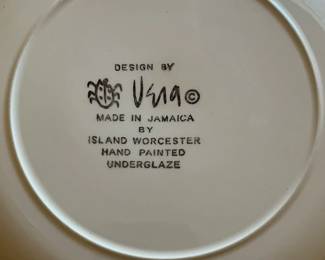 DESIGN BY
Vera ©
MADE IN JAMAICA
BY
ISLAND WORCESTER
HAND PAINTED
UNDERGLAZE